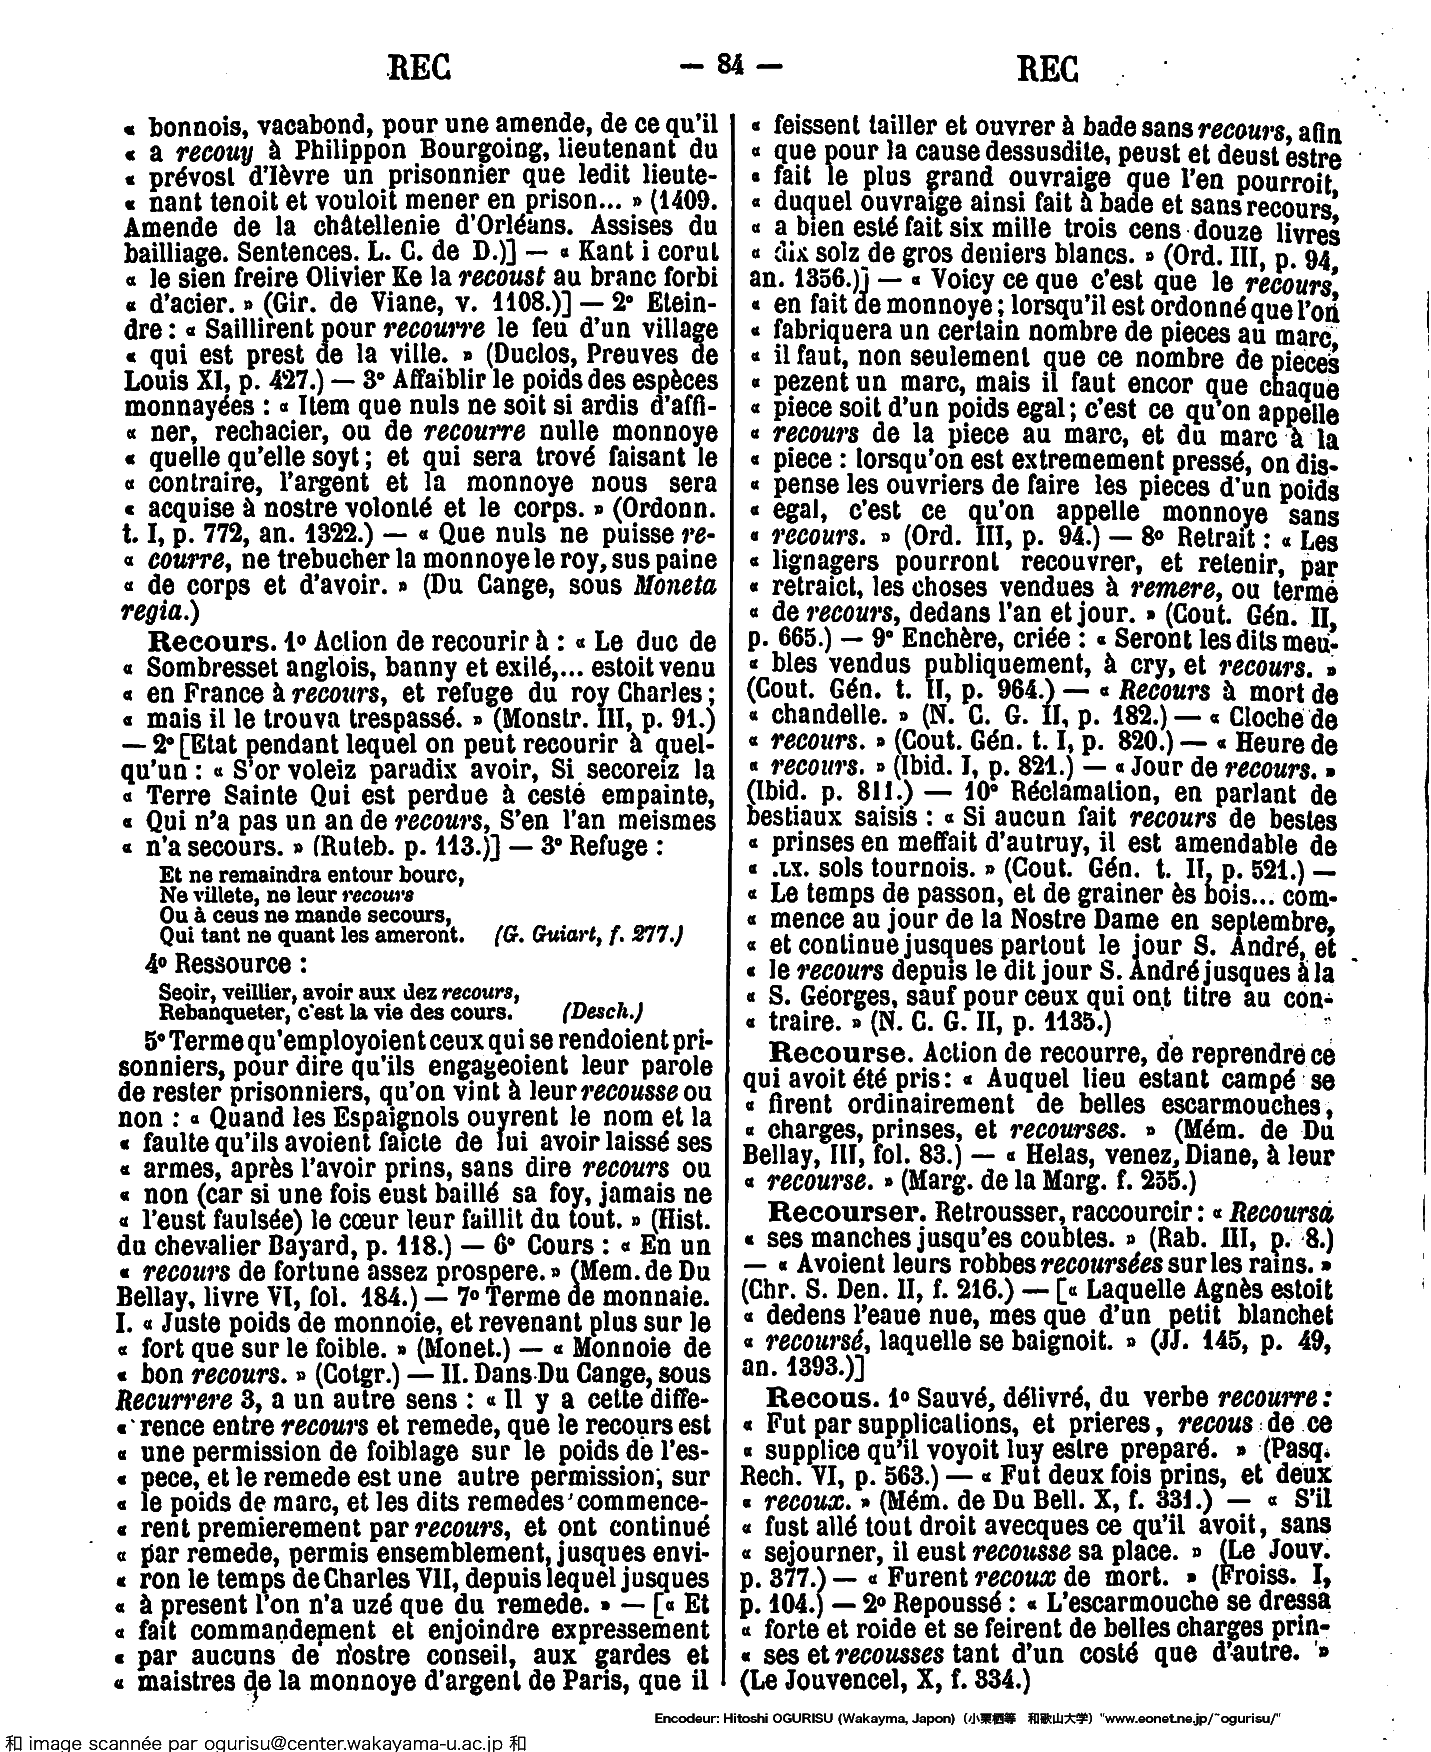 REC — 84 — REC
« bonnois, vacabond, pour une amende, de ce qu'il
« a recouy à Philippon Bourgoing, lieutenant du
« prévost d'Ièvre un prisonnier que ledit lieute-
« nant tenoit et vouloit mener en prison... » (1409.
Amende de la châtellenie d'Orléans. Assises du
bailliage. Sentences. L. C. de D.)] — « Kant i corut
« le sien freire Olivier Ke la recoust au branc forbi
« d'acier. » (Gir. de Viane, v. 1108.)] — 2º Etein-
dre : « Saillirent pour recourre le feu d'un village
« qui est prest de la ville. » (Duclos, Preuves de
Louis XI, p. 427.) — 3º Affaiblir le poids des espèces
monnayées : « Item que nuls ne soit si ardis d'affi-
« ner, rechacier, ou de recourre nulle monnoye
« quelle qu'elle soyt ; et qui sera trové faisant le
« contraire, l'argent et la monnoye nous sera
« acquise à nostre volonté et le corps. » (Ordonn.
t. I, p. 772, an. 1322.) — « Que nuls ne puisse re-
« courre, ne trebucher la monnoye le roy, sus paine
« de corps et d'avoir. » (Du Cange, sous Moneta
regia.)
Recours. 1º Action de recourir à : « Le duc de
« Sombresset anglois, banny et exilé,... estoit venu
« en France à recours, et refuge du roy Charles ;
« mais il le trouva trespassé. » (Monstr. III, p. 91.)
— 2º [Etat pendant lequel on peut recourir à quel-
qu'un : « S'or voleiz paradix avoir, Si secoreiz la
« Terre Sainte Qui est perdue à ceste empainte,
« Qui n'a pas un an de recours, S'en l'an meismes
« n'a secours. » (Ruteb. p. 113.)] — 3º Refuge :
Et ne remaindra entour bourc,
Ne villete, ne leur recours
Ou à ceus ne mande secours,
Qui tant ne quant les ameront. (G. Guiart, f. 277.)
4º Ressource :
Seoir, veillier, avoir aux dez recours,
Rebanqueter, c'est la vie des cours. (Desch.)
5º Terme qu'employoient ceux qui se rendoient pri-
sonniers, pour dire qu'ils engageoient leur parole
de rester prisonniers, qu'on vint à leur recousse ou
non : « Quand les Espaignols ouyrent le nom et la
« faulte qu'ils avoient faicte de lui avoir laissé ses
« armes, après l'avoir prins, sans dire recours ou
« non (car si une fois eust baillé sa foy, jamais ne
« l'eust faulsée) le cœur leur faillit du tout. » (Hist.
du chevalier Bayard, p. 118.) — 6º Cours : « En un
« recours de fortune assez prospere. » (Mem. de Du
Bellay, livre VI, fol. 184.) — 7º Terme de monnaie.
I. « Juste poids de monnoie, et revenant plus sur le
« fort que sur le foible. » (Monet.) — « Monnoie de
« bon recours. » (Cotgr.) — II. Dans Du Cange, sous
Recurrere 3, a un autre sens : « Il y a cette diffe-
« rence entre recours et remede, que le recours est
« une permission de foiblage sur le poids de l'es-
« pece, et le remede est une autre permission, sur
« le poids de marc, et les dits remedes commence-
« rent premierement par recours, et ont continué
« par remede, permis ensemblement, jusques envi-
« ron le temps de Charles VII, depuis lequel jusques
« à present l'on n'a uzé que du remede. » — [« Et
« fait commandement et enjoindre expressement
« par aucuns de nostre conseil, aux gardes et
« maistres de la monnoye d'argent de Paris, que il
« feissent tailler et ouvrer à bade sans recours, afin
« que pour la cause dessusdite, peust et deust estre
« fait le plus grand ouvraige que l'en pourroit,
« duquel ouvraige ainsi fait à bade et sans recours,
« a bien esté fait six mille trois cens douze livres
« dix solz de gros deniers blancs. » (Ord. III, p. 94,
an. 1356.)] — « Voicy ce que c'est que le recours,
« en fait de monnoye ; lorsqu'il est ordonné que l'on
« fabriquera un certain nombre de pieces au marc,
« il faut, non seulement que ce nombre de pieces
« pezent un marc, mais il faut encor que chaque
« piece soit d'un poids egal ; c'est ce qu'on appelle
« recours de la piece au marc, et du marc à la
« piece : lorsqu'on est extremement pressé, on dis-
« pense les ouvriers de faire les pieces d'un poids
« egal, c'est ce qu'on appelle monnoye sans
« recours. » (Ord. III, p. 94.) — 8º Retrait : « Les
« lignagers pourront recouvrer, et retenir, par
« retraict, les choses vendues à remere, ou terme
« de recours, dedans l'an et jour. » (Cout. Gén. II,
p. 665.) — 9º Enchère, criée : « Seront les dits meu-
« bles vendus publiquement, à cry, et recours. »
(Cout. Gén. t. II, p. 964.) — « Recours à mort de
« chandelle. » (N. C. G. II, p. 182.) — « Cloche de
« recours. » (Cout. Gén. t. I, p. 820.) — « Heure de
« recours. » (Ibid. I, p. 821.) — « Jour de recours. »
(Ibid. p. 811.) — 10º Réclamation, en parlant de
bestiaux saisis : « Si aucun fait recours de bestes
« prinses en meffait d'autruy, il est amendable de
« .LX. sols tournois. » (Cout. Gén. t. II, p. 521.) —
« Le temps de passon, et de grainer ès bois... com-
« mence au jour de la Nostre Dame en septembre,
« et continue jusques partout le jour S. André, et
« le recours depuis le dit jour S. André jusques à la
« S. Georges, sauf pour ceux qui ont titre au con-
« traire. » (N. C. G. II, p. 1135.)
Recourse. Action de recourre, de reprendre ce
qui avoit été pris : « Auquel lieu estant campé se
« firent ordinairement de belles escarmouches,
« charges, prinses, et recourses. » (Mém. de Du
Bellay, III, fol. 83.) — « Helas, venez, Diane, à leur
« recourse. » (Marg. de la Marg. f. 255.)
Recourser. Retrousser, raccourcir : « Recoursa
« ses manches jusqu'es coubtes. » (Rab. III, p. 8.)
— « Avoient leurs robbes recoursées sur les rains. »
(Chr. S. Den. II, f. 216.) — [« Laquelle Agnès estoit
« dedens l'eaue nue, mes que d'un petit blanchet
« recoursé, laquelle se baignoit. » (JJ. 145, p. 49,
an. 1393.)]
Recous. 1º Sauvé, délivré, du verbe recourre :
« Fut par supplications, et prieres, recous de ce
« supplice qu'il voyoit luy estre preparé. » (Pasq.
Rech. VI, p. 563.) — « Fut deux fois prins, et deux
« recoux. » (Mém. de Du Bell. X, f. 331.) — « S'il
« fust allé tout droit avecques ce qu'il avoit, sans
« sejourner, il eust recousse sa place. » (Le Jouv.
p. 377.) — « Furent recoux de mort. » (Froiss. I,
p. 104.) — 2º Repoussé : « L'escarmouche se dressa
« forte et roide et se feirent de belles charges prin-
« ses et recousses tant d'un costé que d'autre. »
(Le Jouvencel, X, f. 334.)
Encodeur: Hitoshi OGURISU (Wakayma, Japon) (小栗栖等 和歌山大学) "www.eonet.ne.jp/~ogurisu/"
和 image scannée par ogurisu@center.wakayama-u.ac.jp 和